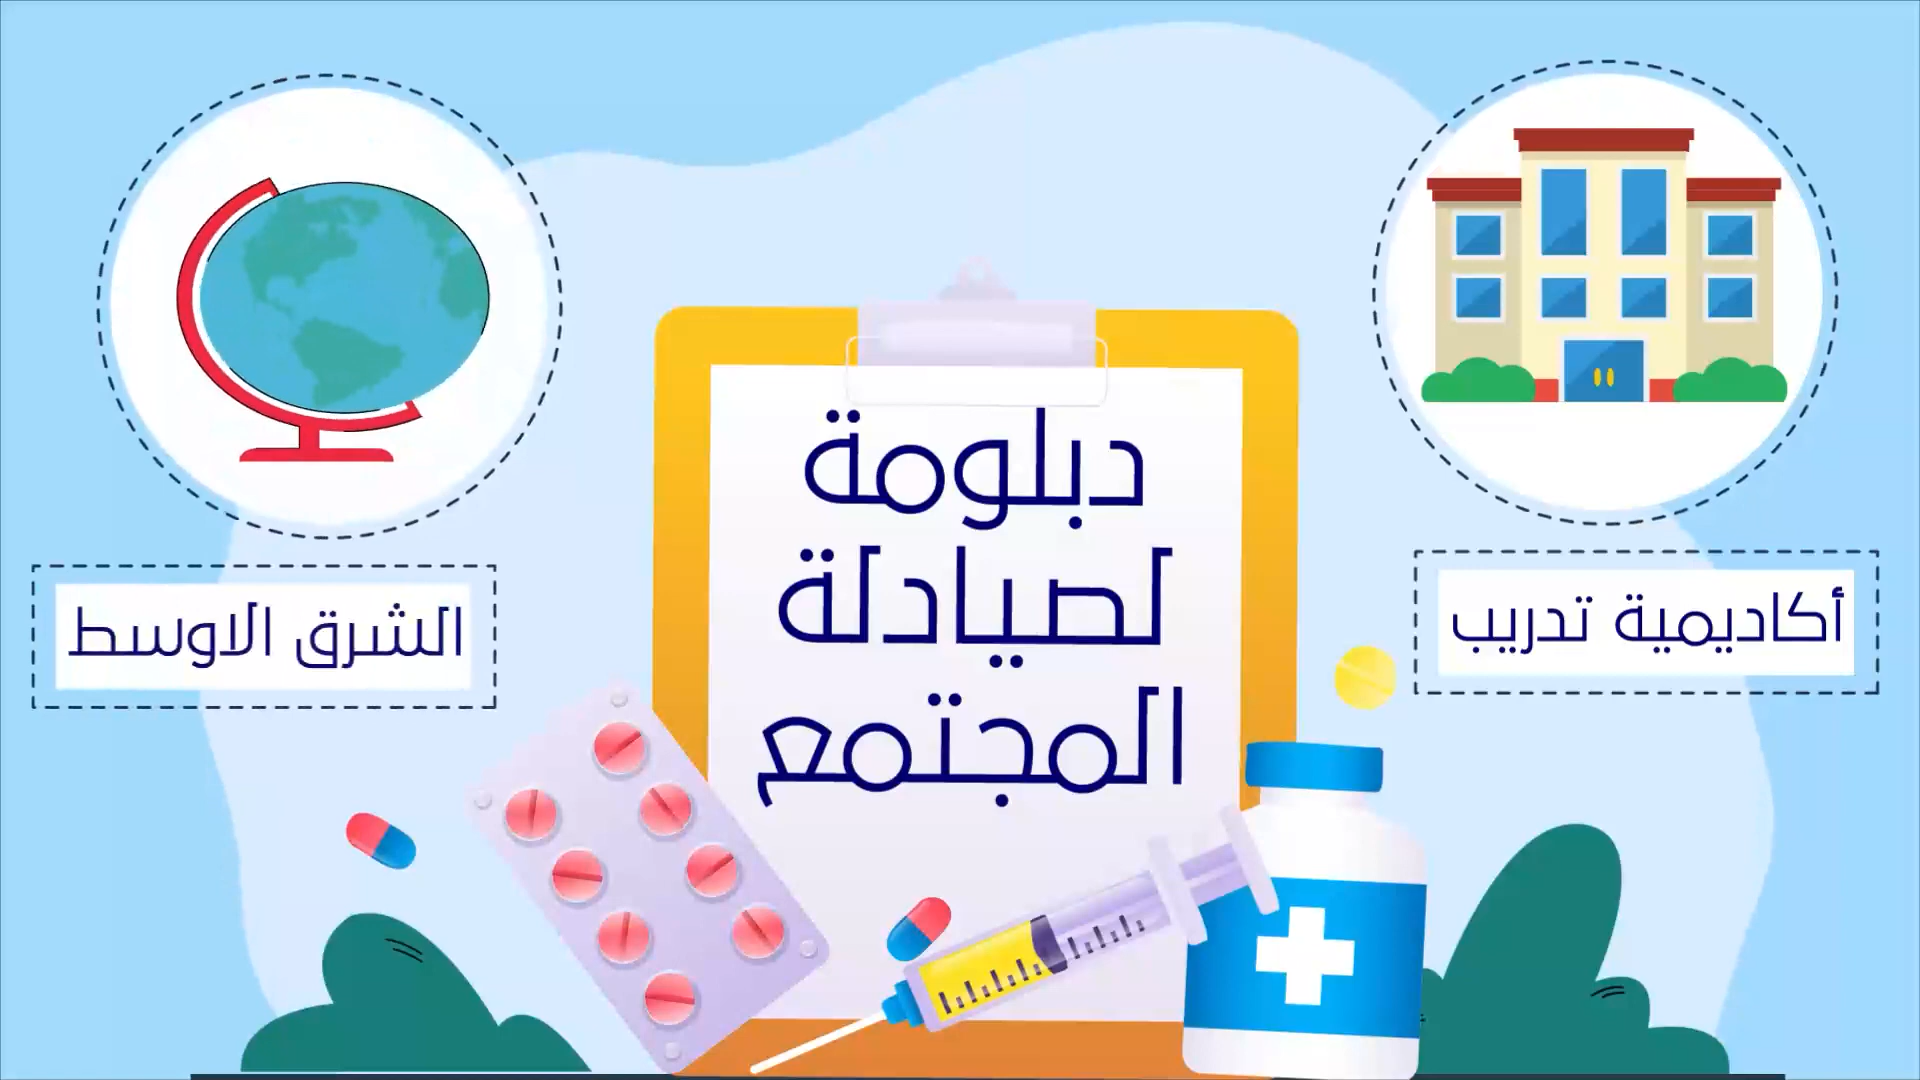 أكاديمية تدريب
الشرق الاوسط
دبلومة
لصيادلة
المجتمع